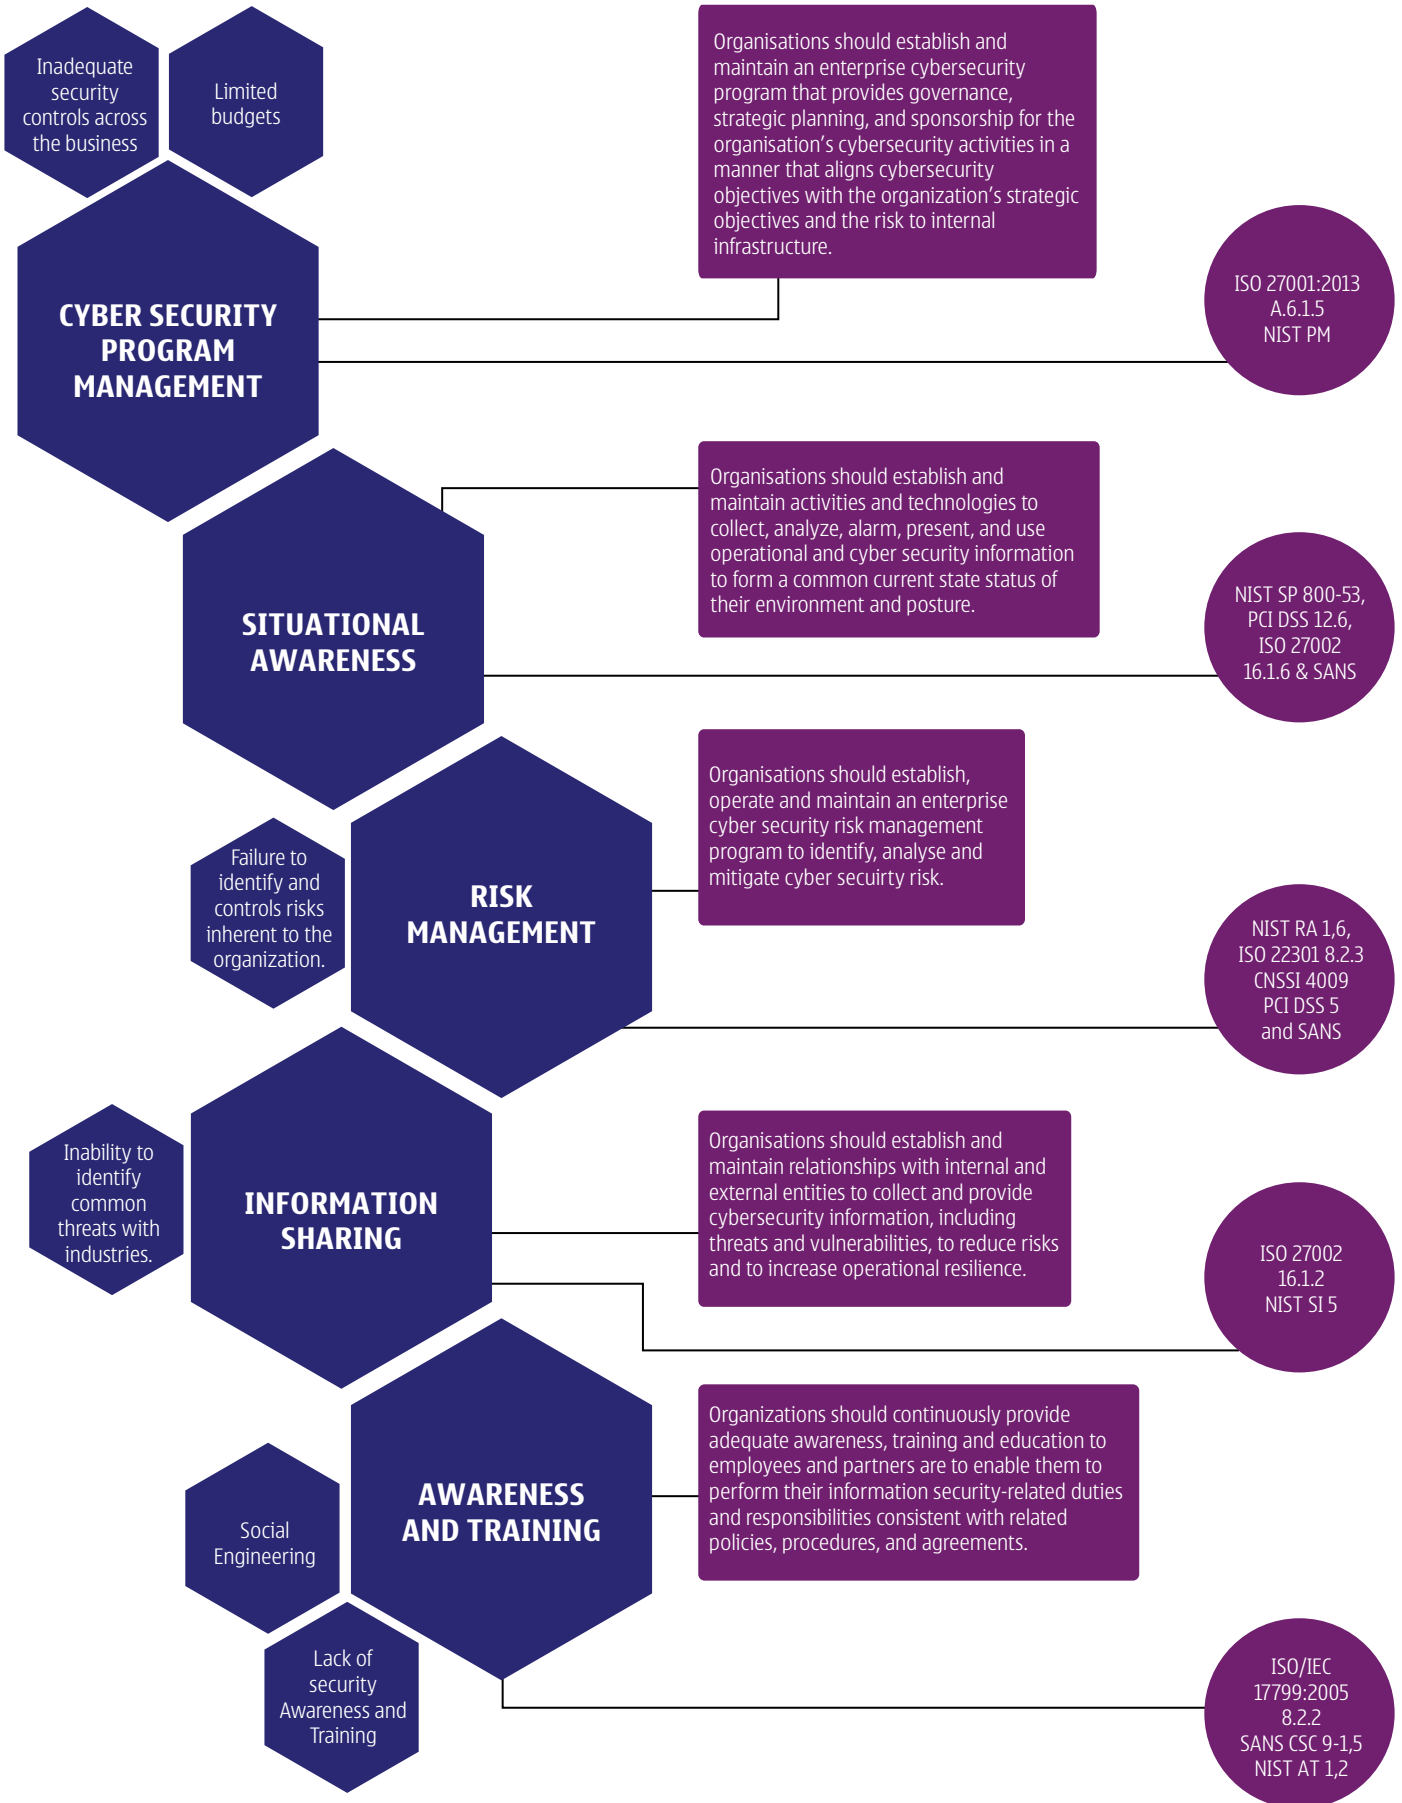 Inadequate
security
controls across
the business
Limited
budgets
Organisations should establish and
maintain an enterprise cybersecurity
program that provides governance,
strategic planning, and sponsorship for the
organisation’s cybersecurity activities in a
manner that aligns cybersecurity
objectives with the organization’s strategic
objectives and the risk to internal
infrastructure.
CYBER SECURITY
PROGRAM
MANAGEMENT
ISO 27001:2013
A.6.1.5
NIST PM
Organisations should establish and
maintain activities and technologies to
collect, analyze, alarm, present, and use
operational and cyber security information
to form a common current state status of
their environment and posture.
SITUATIONAL
AWARENESS
NIST SP 800-53,
PCI DSS 12.6,
ISO 27002
16.1.6 & SANS
Organisations should establish,
operate and maintain an enterprise
cyber security risk management
program to identify, analyse and
mitigate cyber secuirty risk.
Failure to
identify and
controls risks
inherent to the
organization.
RISK
MANAGEMENT
NIST RA 1,6,
ISO 22301 8.2.3
CNSSI 4009
PCI DSS 5
and SANS
Inability to
identify
common
threats with
industries.
INFORMATION
SHARING
Organisations should establish and
maintain relationships with internal and
external entities to collect and provide
cybersecurity information, including
threats and vulnerabilities, to reduce risks
and to increase operational resilience.
ISO 27002
16.1.2
NIST SI 5
Organizations should continuously provide
adequate awareness, training and education to
employees and partners are to enable them to
perform their information security-related duties
and responsibilities consistent with related
policies, procedures, and agreements.
AWARENESS
AND TRAINING
Social
Engineering
Lack of
security
Awareness and
Training
ISO/IEC
17799:2005
8.2.2
SANS CSC 9-1,5
NIST AT 1,2